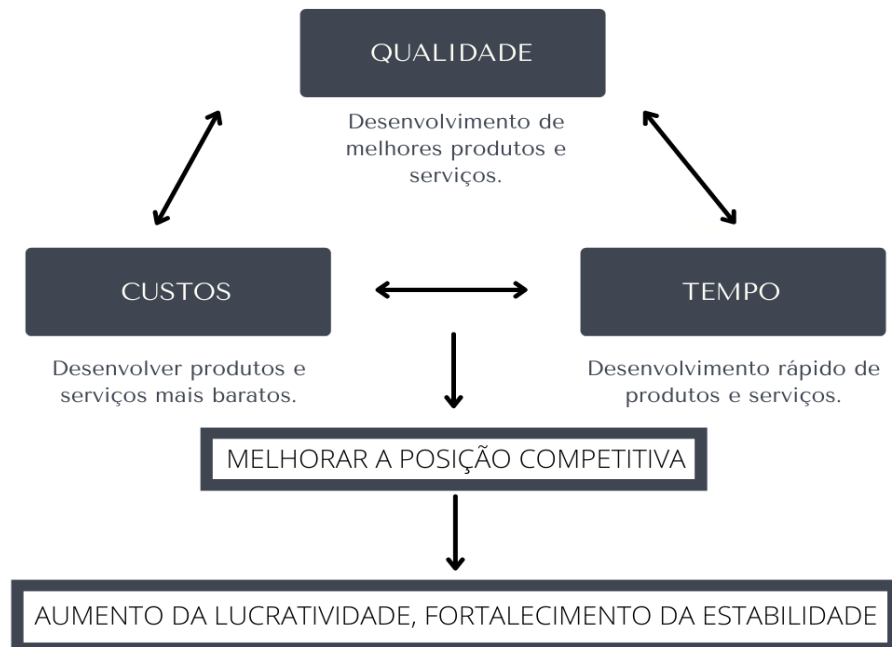 QUALIDADE
Desenvolvimento de
melhores produtos e
serviços.
CUSTOS
Desenvolver produtos e
serviços mais baratos.
TEMPO
Desenvolvimento rápido de
produtos e serviços.
MELHORAR A POSIÇÃO COMPETITIVA
AUMENTO DA LUCRATIVIDADE, FORTALECIMENTO DA ESTABILIDADE